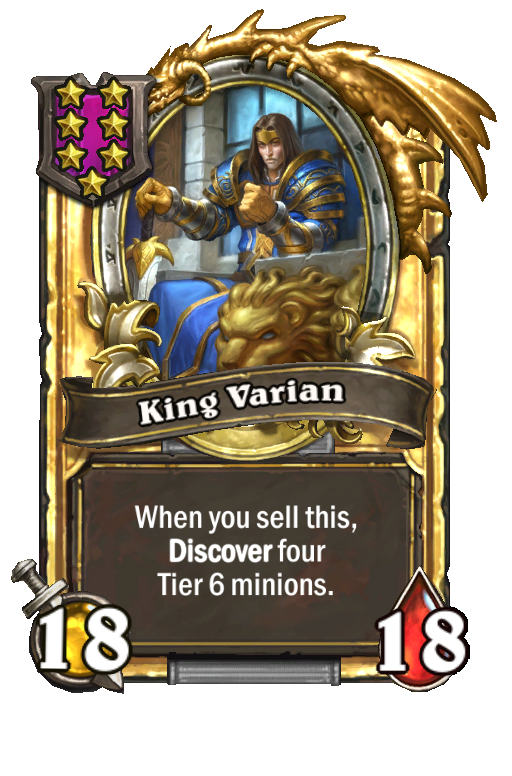 King Varian
When you sell this,
Discover four
Tier 6 minions.
18
18